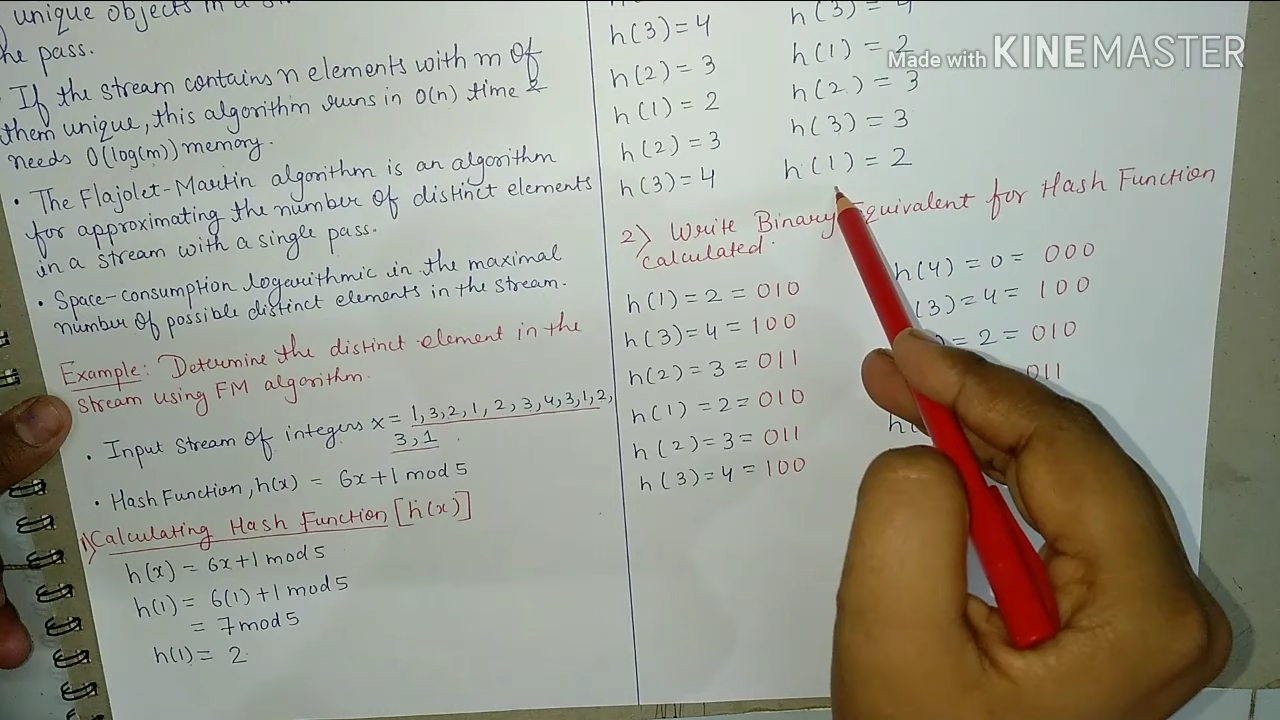 unique objects in a
he pass.
· If the stream contains n elements with m of
them unique, this algorithm runs in O(n) time &
needs O(log(m)) memory.
· The Flajolet-Martin algorithm is an algorithm
for approximating the number of distinct elements
in a stream with a single pass.
· Space-consumption logarithmic in the maximal
number of possible distinct elements in the stream.
Example: Determine the distinct element in the
stream using FM algorithm.
· Input stream of integers x = 1,3,2,1,2,3,4,3,1,2,
3,1
· Hash Function, h(x) = 6x+1 mod 5
1) Calculating Hash Function [h(x)]
h(x) = 6x+1 mod 5
h(1) = 6(1)+1 mod 5
= 7 mod 5
h(1) = 2
h(3) = 4
h(2) = 3
h(1) = 2
h(2) = 3
h(3) = 4
h(3) = 4
h(1) = 2
h(2) = 3
h(3) = 3
h(1) = 2
2) Write Binary Equivalent for Hash Function
calculated.
h(1) = 2 = 010
h(3) = 4 = 100
h(2) = 3 = 011
h(1) = 2 = 010
h(2) = 3 = 011
h(3) = 4 = 100
h(4) = 0 = 000
(3) = 4 = 100
) = 2 = 010
011
h(
Made with KINEMASTER